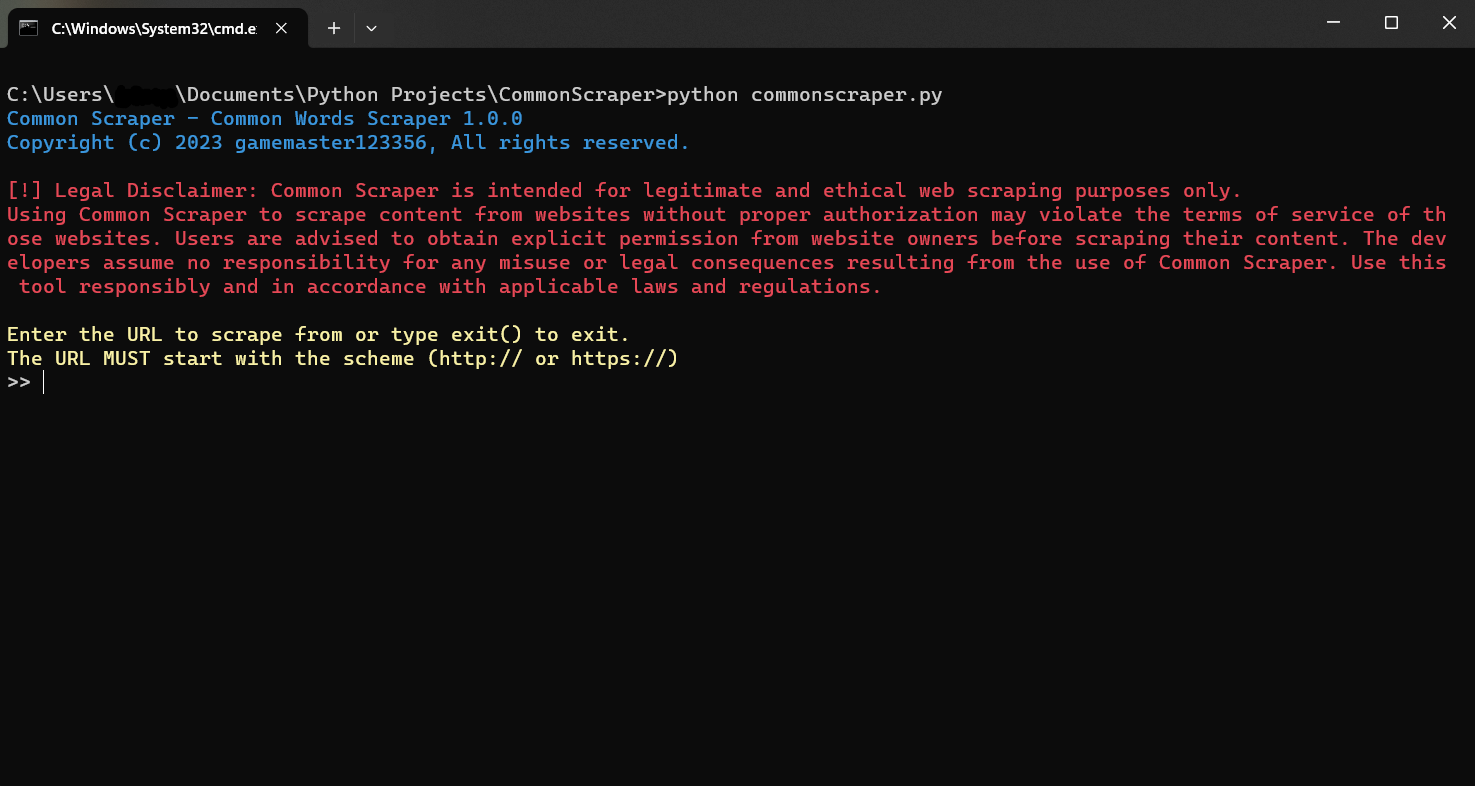 C:\Windows\System32\cmd.e
C:\Users\ \Documents\Python Projects\CommonScraper>python commonscraper.py
Common Scraper - Common Words Scraper 1.0.0
Copyright (c) 2023 gamemaster123356, All rights reserved.
[!] Legal Disclaimer: Common Scraper is intended for legitimate and ethical web scraping purposes only.
Using Common Scraper to scrape content from websites without proper authorization may violate the terms of service of th
ose websites. Users are advised to obtain explicit permission from website owners before scraping their content. The dev
elopers assume no responsibility for any misuse or legal consequences resulting from the use of Common Scraper. Use this
 tool responsibly and in accordance with applicable laws and regulations.
Enter the URL to scrape from or type exit() to exit.
The URL MUST start with the scheme (http:// or https://)
>>